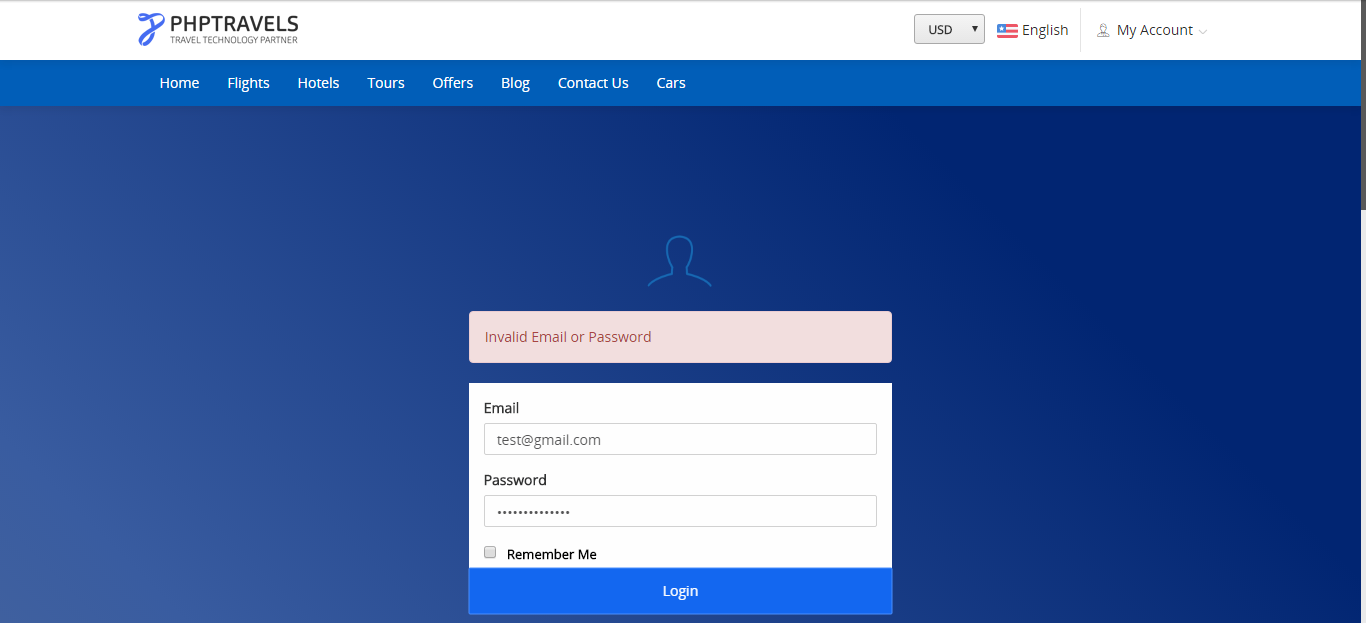 PHPTRAVELS
TRAVEL TECHNOLOGY PARTNER
USD
English
My Account
Home
Flights
Hotels
Tours
Offers
Blog
Contact Us
Cars
Invalid Email or Password
Email
test@gmail.com
Password
••••••••••••••
Remember Me
Login